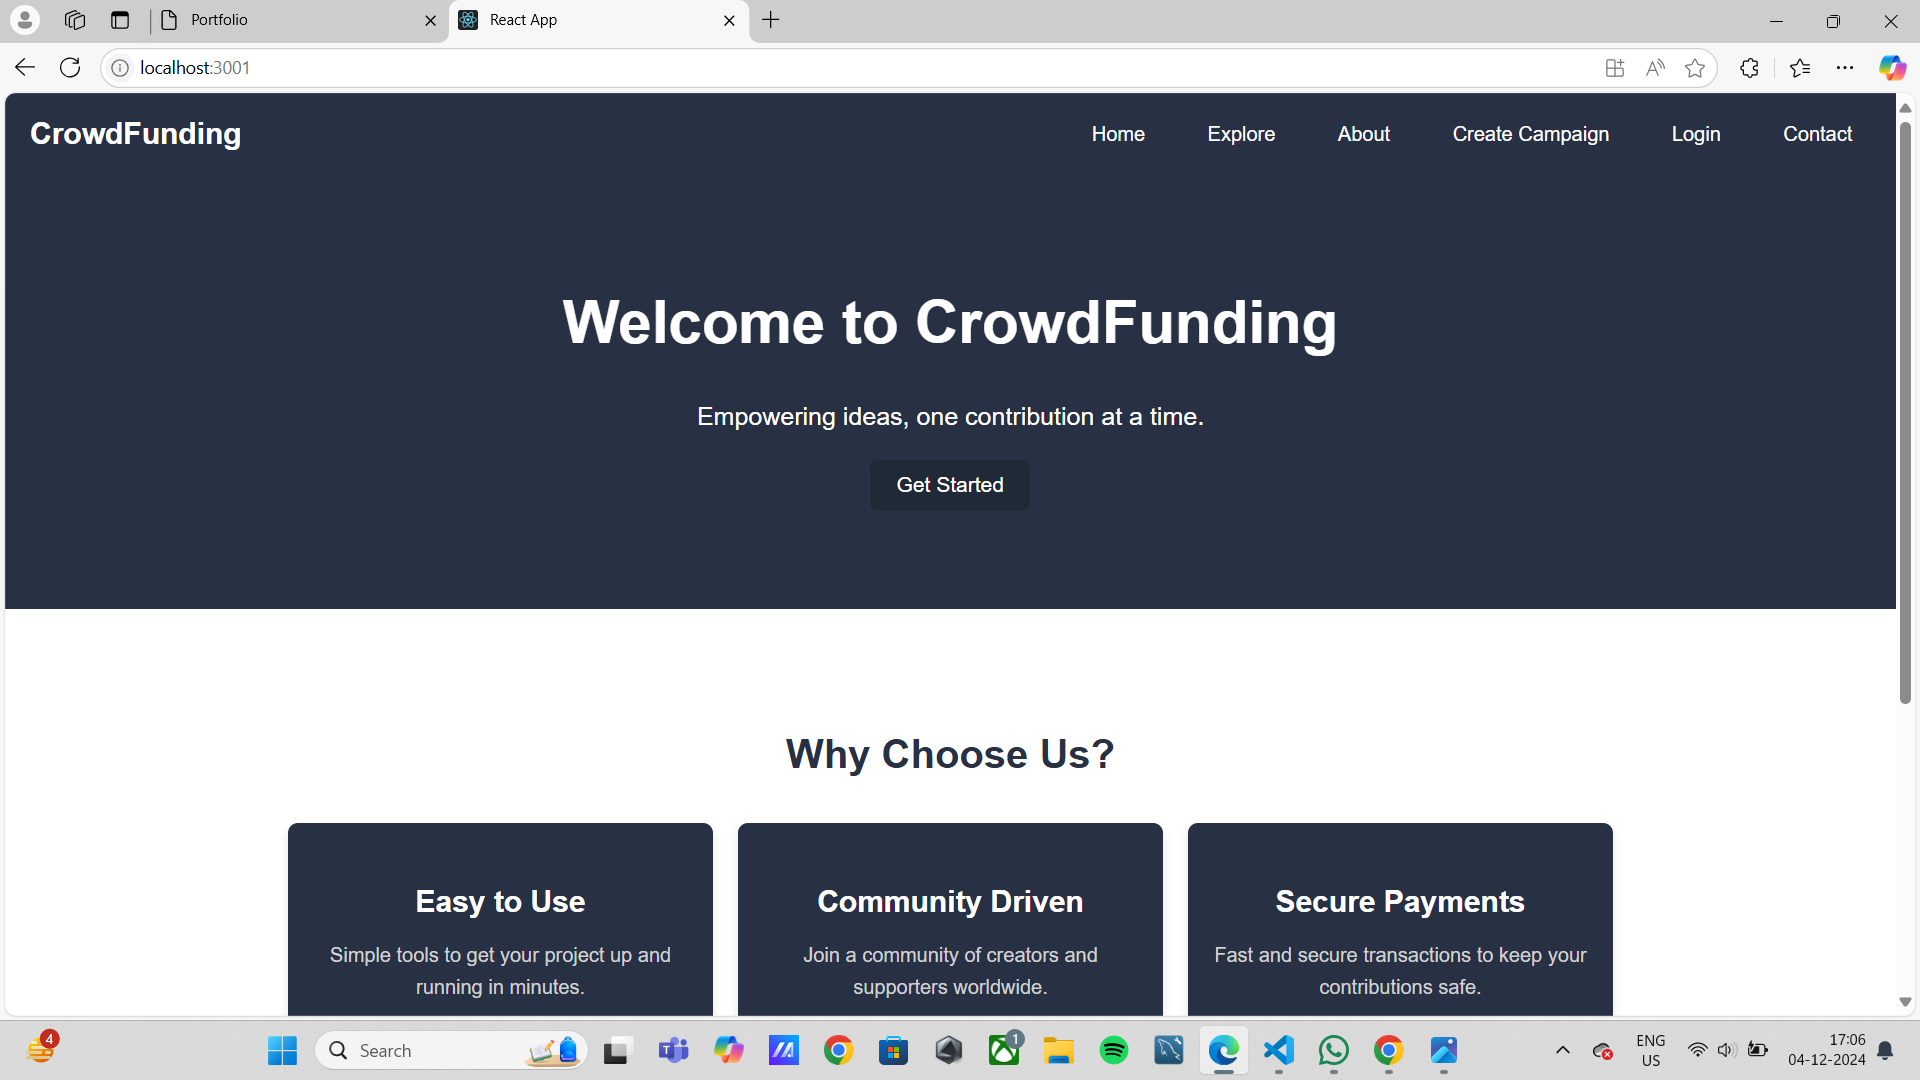 Portfolio
React App
localhost:3001
CrowdFunding
Home Explore About Create Campaign Login Contact
Welcome to CrowdFunding
Empowering ideas, one contribution at a time.
Get Started
Why Choose Us?
Easy to Use
Simple tools to get your project up and
running in minutes.
Community Driven
Join a community of creators and
supporters worldwide.
Secure Payments
Fast and secure transactions to keep your
contributions safe.
4
Search
1
ENG
US
17:06
04-12-2024